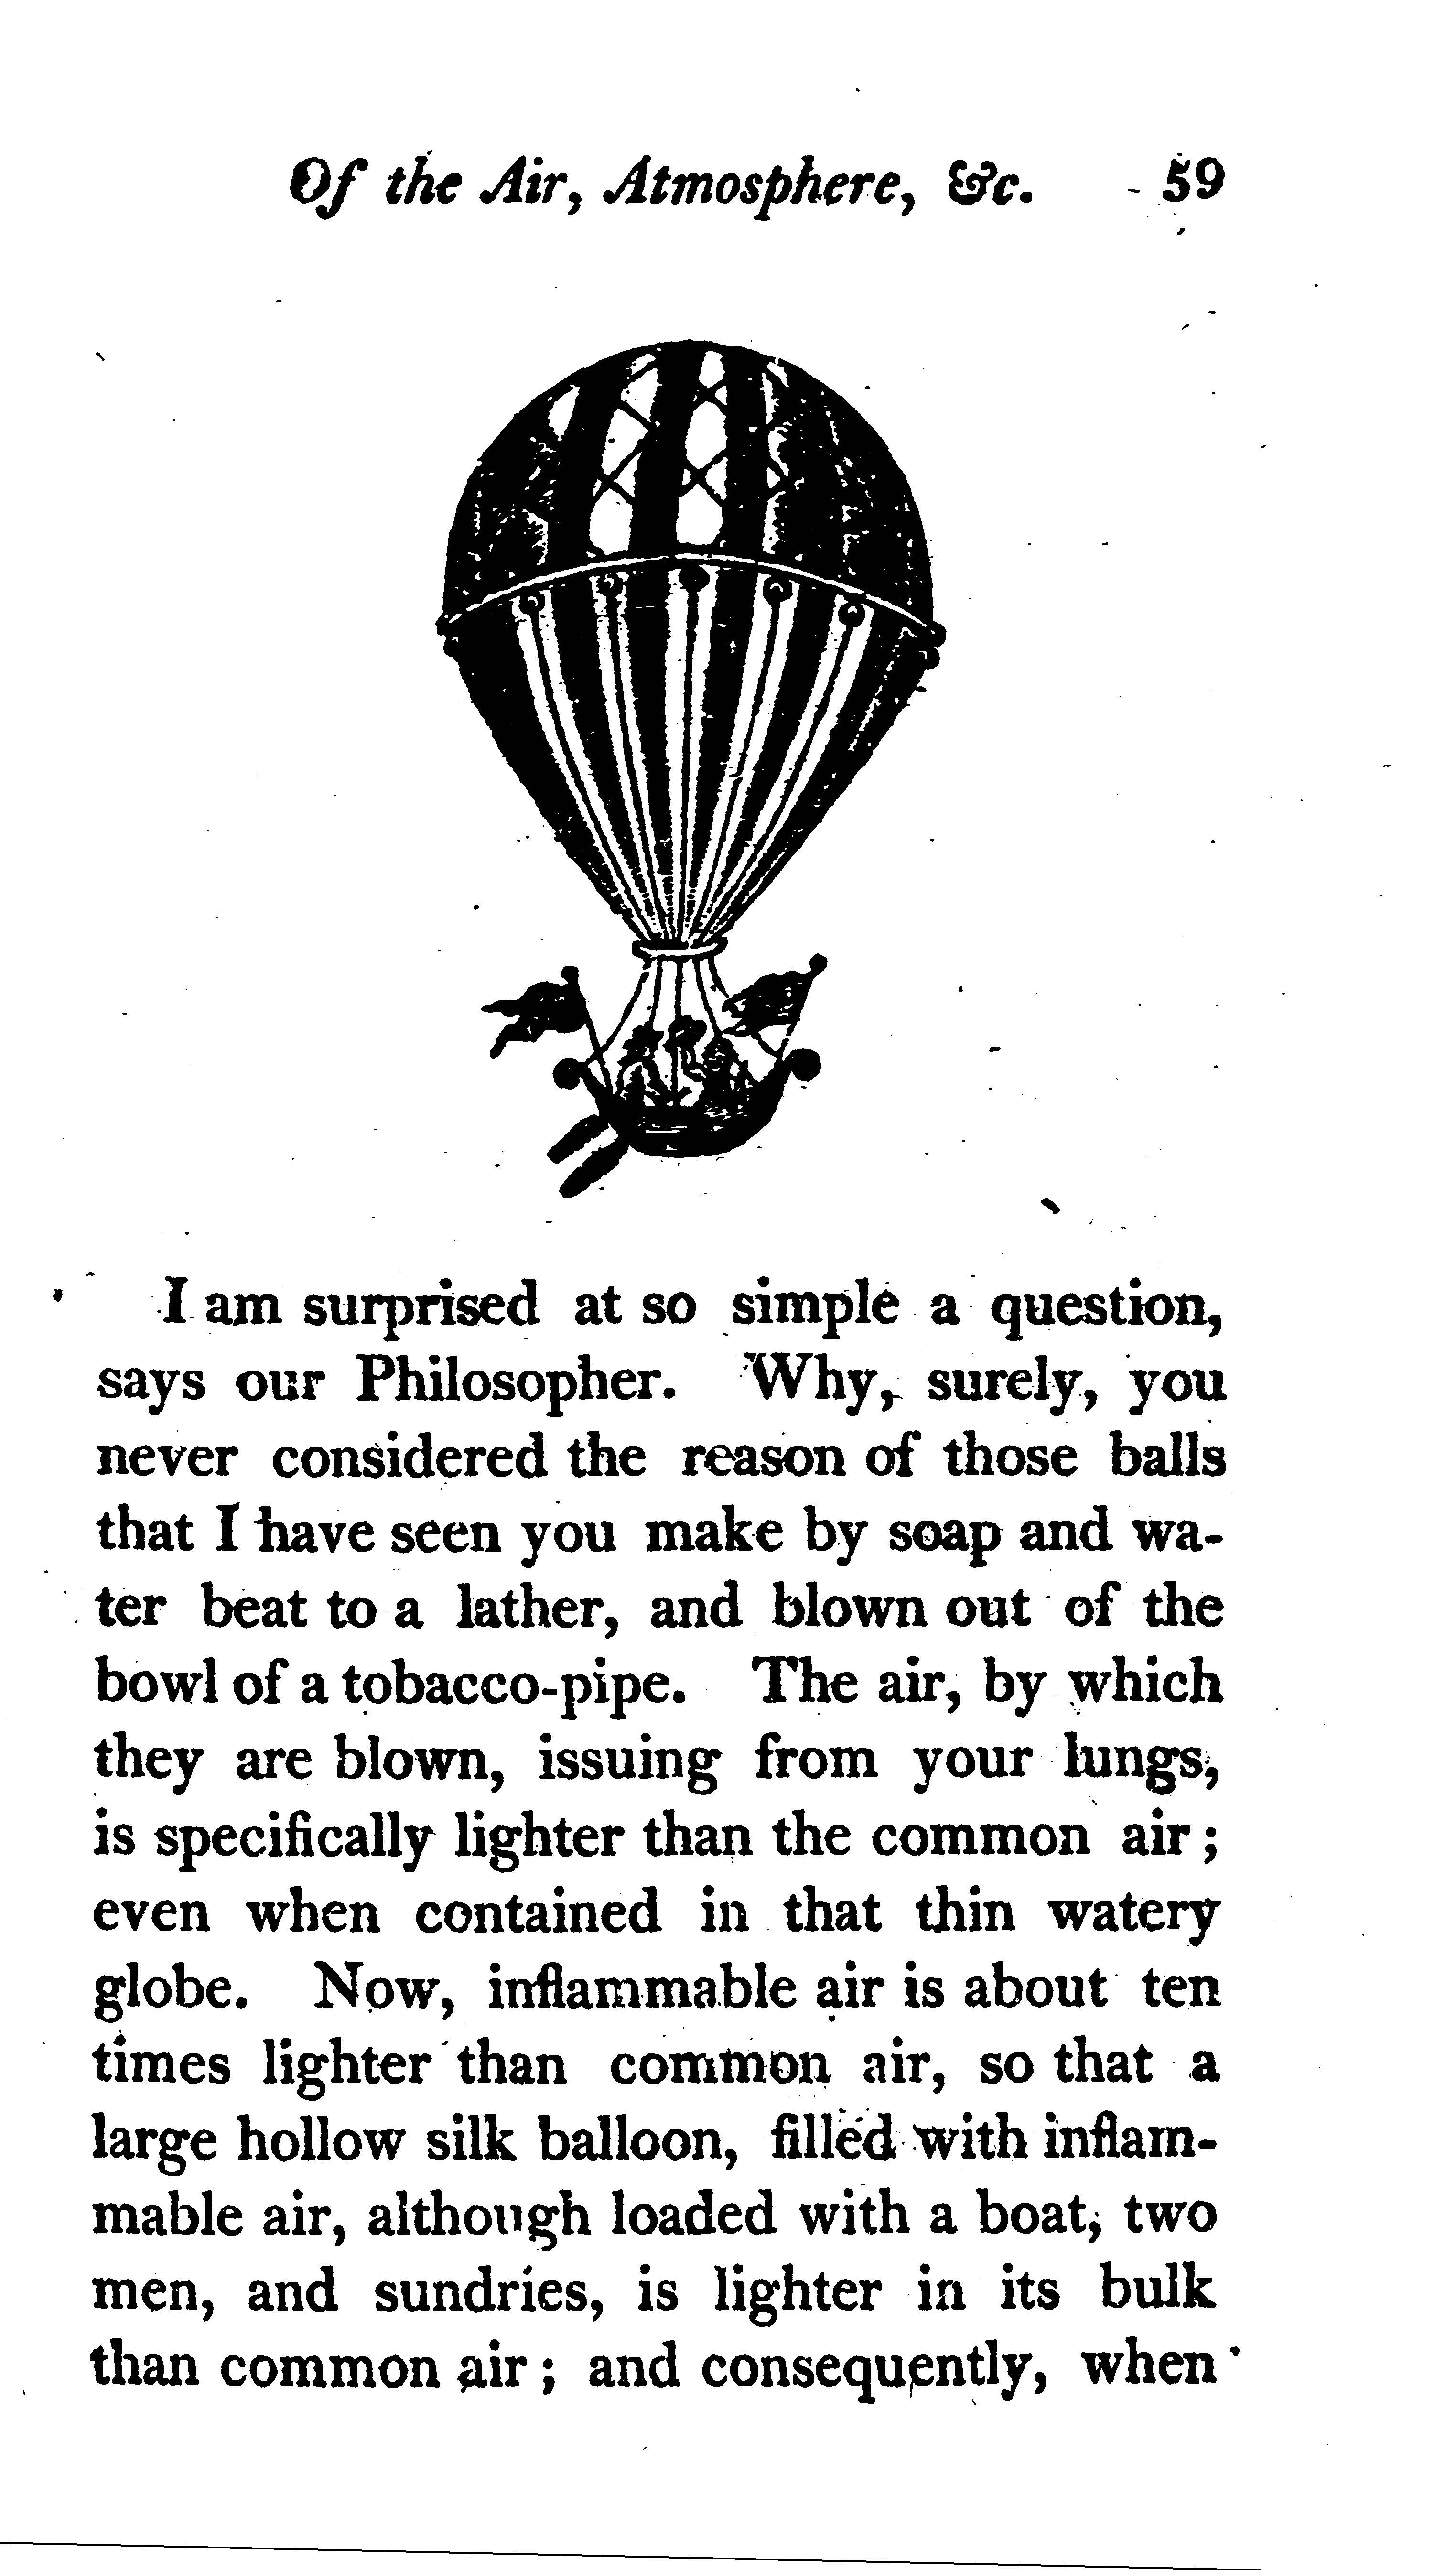 Of the Air, Atmosphere, &c. 59
I am surprised at so simple a question,
says our Philosopher. Why, surely, you
never considered the reason of those balls
that I have seen you make by soap and wa-
ter beat to a lather, and blown out of the
bowl of a tobacco-pipe. The air, by which
they are blown, issuing from your lungs,
is specifically lighter than the common air;
even when contained in that thin watery
globe. Now, inflammable air is about ten
times lighter than common air, so that a
large hollow silk balloon, filled with inflam-
mable air, although loaded with a boat, two
men, and sundries, is lighter in its bulk
than common air; and consequently, when